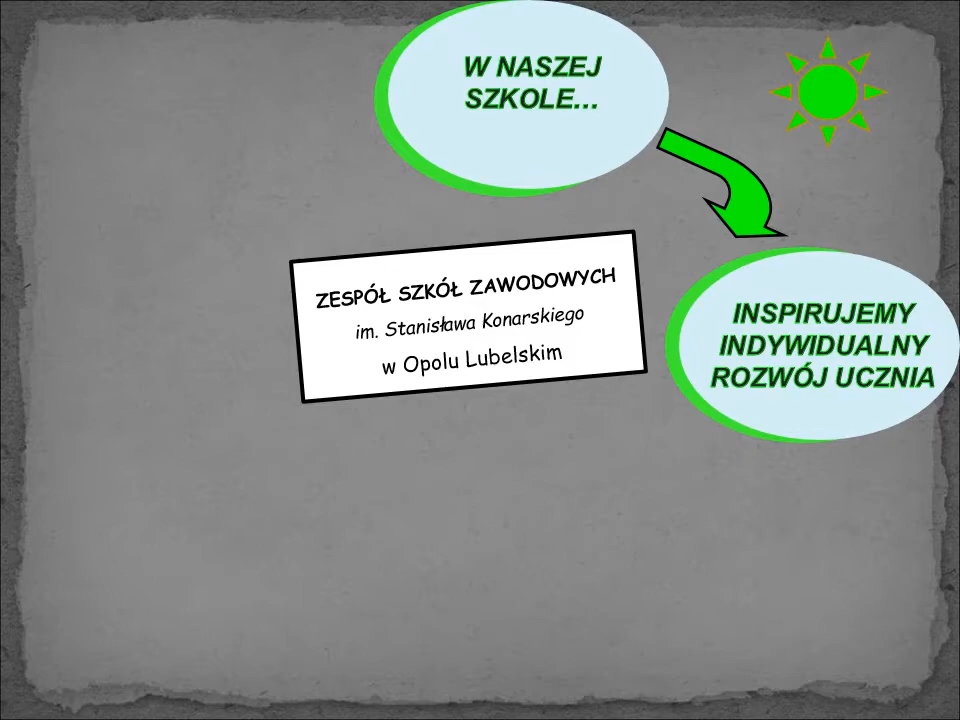 W NASZEJ
SZKOLE...
ZESPÓŁ SZKÓŁ ZAWODOWYCH
im. Stanisława Konarskiego
w Opolu Lubelskim
INSPIRUJEMY
INDYWIDUALNY
ROZWÓJ UCZNIA